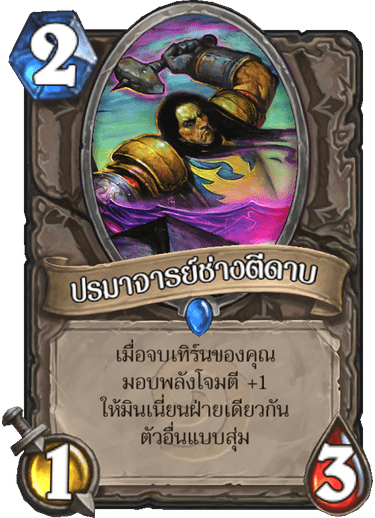 2
ปรมาจารย์ช่างตีดาบ
เมื่อจบเทิร์นของคุณ
มอบพลังโจมตี +1
ให้มินเนี่ยนฝ่ายเดียวกัน
ตัวอื่นแบบสุ่ม
1
3